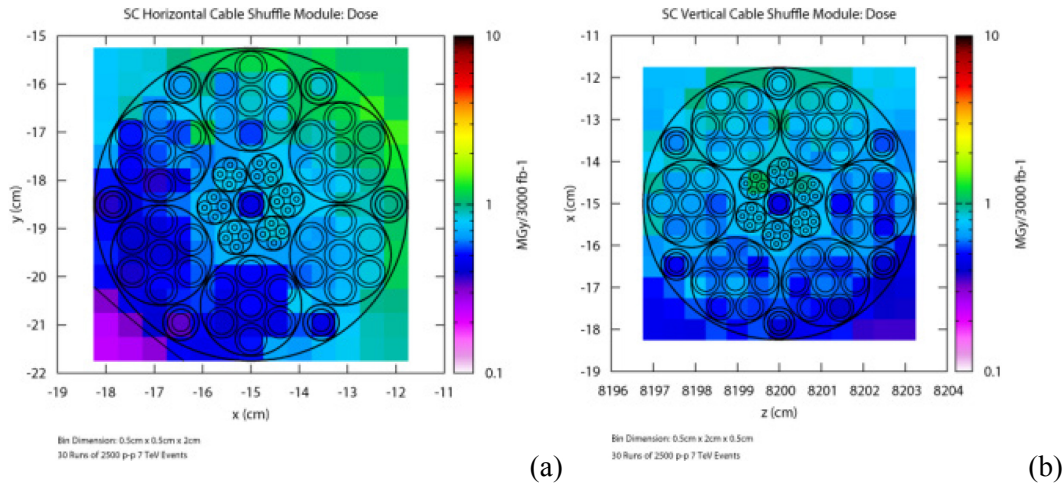 SC Horizontal Cable Shuffle Module: Dose
-15
-16
-17
-18
-19
-20
-21
-22
y (cm)
-19
-18
-17
-16
-15
-14
-13
-12
-11
x (cm)
10
1
0.1
MGy/3000 fb-1
Bin Dimension: 0.5cm x 0.5cm x 2cm
30 Runs of 2500 p-p 7 TeV Events
(a)
SC Vertical Cable Shuffle Module: Dose
-11
-12
-13
-14
-15
-16
-17
-18
-19
x (cm)
8196
8197
8198
8199
8200
8201
8202
8203
8204
z (cm)
10
1
0.1
MGy/3000 fb-1
Bin Dimension: 0.5cm x 2cm x 0.5cm
30 Runs of 2500 p-p 7 TeV Events
(b)